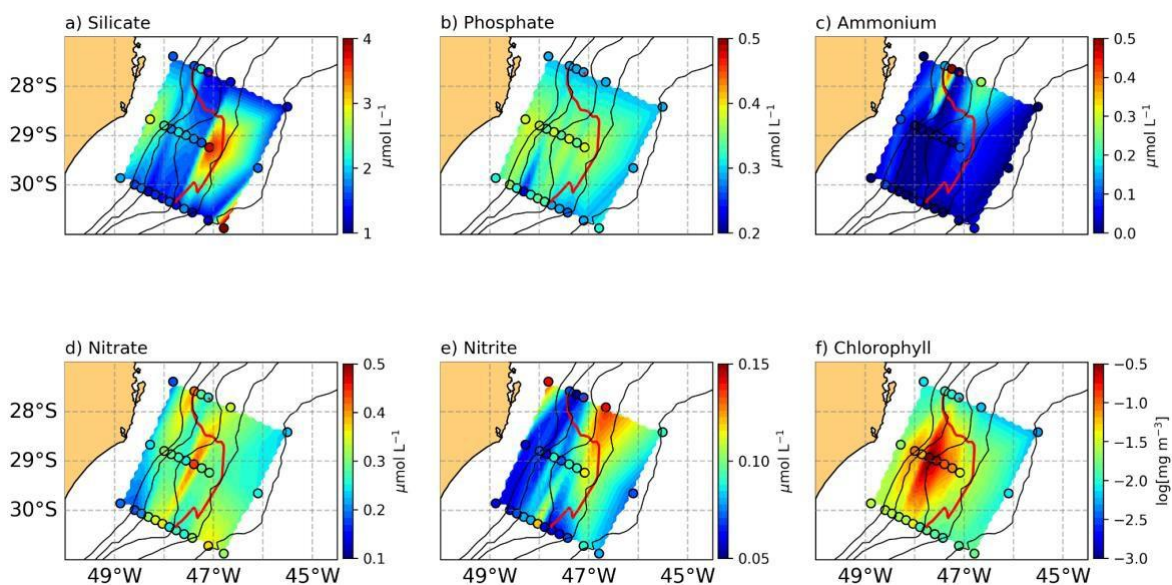 a) Silicate
b) Phosphate
c) Ammonium
28°S
29°S
30°S
4
3
2
1
μmol L⁻¹
0.5
0.4
0.3
0.2
μmol L⁻¹
0.5
0.4
0.3
0.2
0.1
0.0
μmol L⁻¹
d) Nitrate
e) Nitrite
f) Chlorophyll
28°S
29°S
30°S
0.5
0.4
0.3
0.2
0.1
μmol L⁻¹
0.15
0.10
0.05
μmol L⁻¹
−0.5
−1.0
−1.5
−2.0
−2.5
−3.0
log[mg m⁻³]
49°W 47°W 45°W
49°W 47°W 45°W
49°W 47°W 45°W